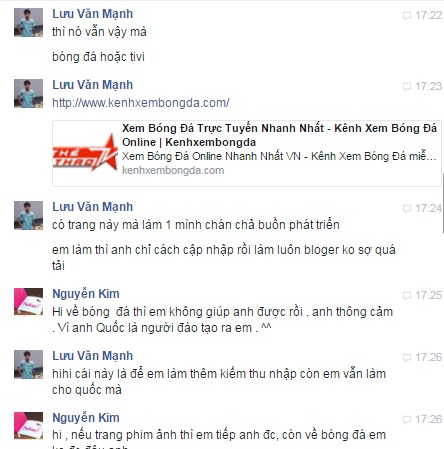 Lưu Văn Mạnh 17:22
thì nó vẫn vậy mà
bóng đá hoặc tivi
Lưu Văn Mạnh 17:23
http://www.kenhxembongda.com/
Xem Bóng Đá Trực Tuyến Nhanh Nhất - Kênh Xem Bóng Đá
Online | Kenhxembongda
Xem Bóng Đá Online Nhanh Nhất VN - Kênh Xem Bóng Đá miễ...
kenhxembongda.com
THỂ
THAO TV
Lưu Văn Mạnh 17:24
có trang này mà làm 1 mình chán chả buồn phát triển
em làm thì anh chỉ cách cập nhập rồi làm luôn bloger ko sợ quá
tải
Nguyễn Kim 17:25
Hi về bóng đá thì em không giúp anh được rồi . anh thông cảm
. Vì anh Quốc là người đảo tạo ra em . ^^
Lưu Văn Mạnh 17:26
hihi cái này là để em làm thêm kiếm thu nhập còn em vẫn làm
cho quốc mà
Nguyễn Kim 17:26
hi , nếu trang phim ảnh thì em tiếp anh đc, còn về bóng đá em